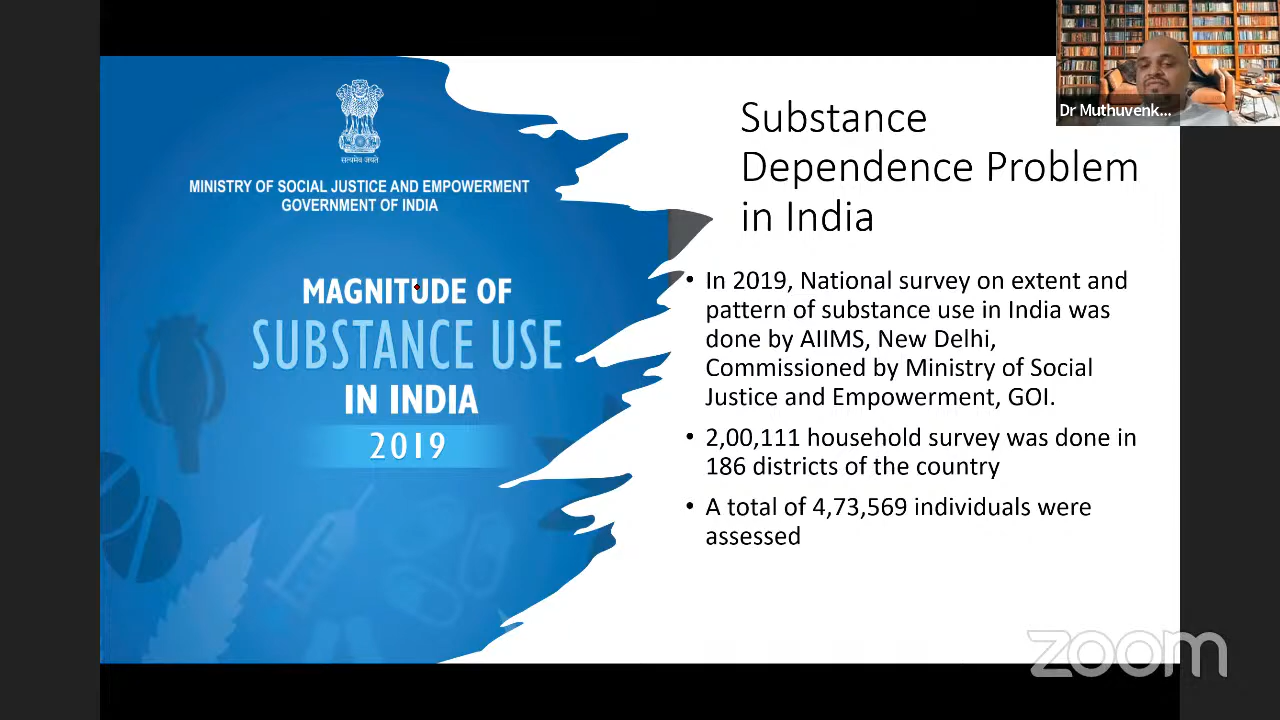 सत्यमेव जयते
MINISTRY OF SOCIAL JUSTICE AND EMPOWERMENT
GOVERNMENT OF INDIA
MAGNITUDE OF
SUBSTANCE USE
IN INDIA
2019
Substance
Dependence Problem
in India
• In 2019, National survey on extent and
pattern of substance use in India was
done by AIIMS, New Delhi,
Commissioned by Ministry of Social
Justice and Empowerment, GOI.
• 2,00,111 household survey was done in
186 districts of the country
• A total of 4,73,569 individuals were
assessed
Dr Muthuvenk...
zoom